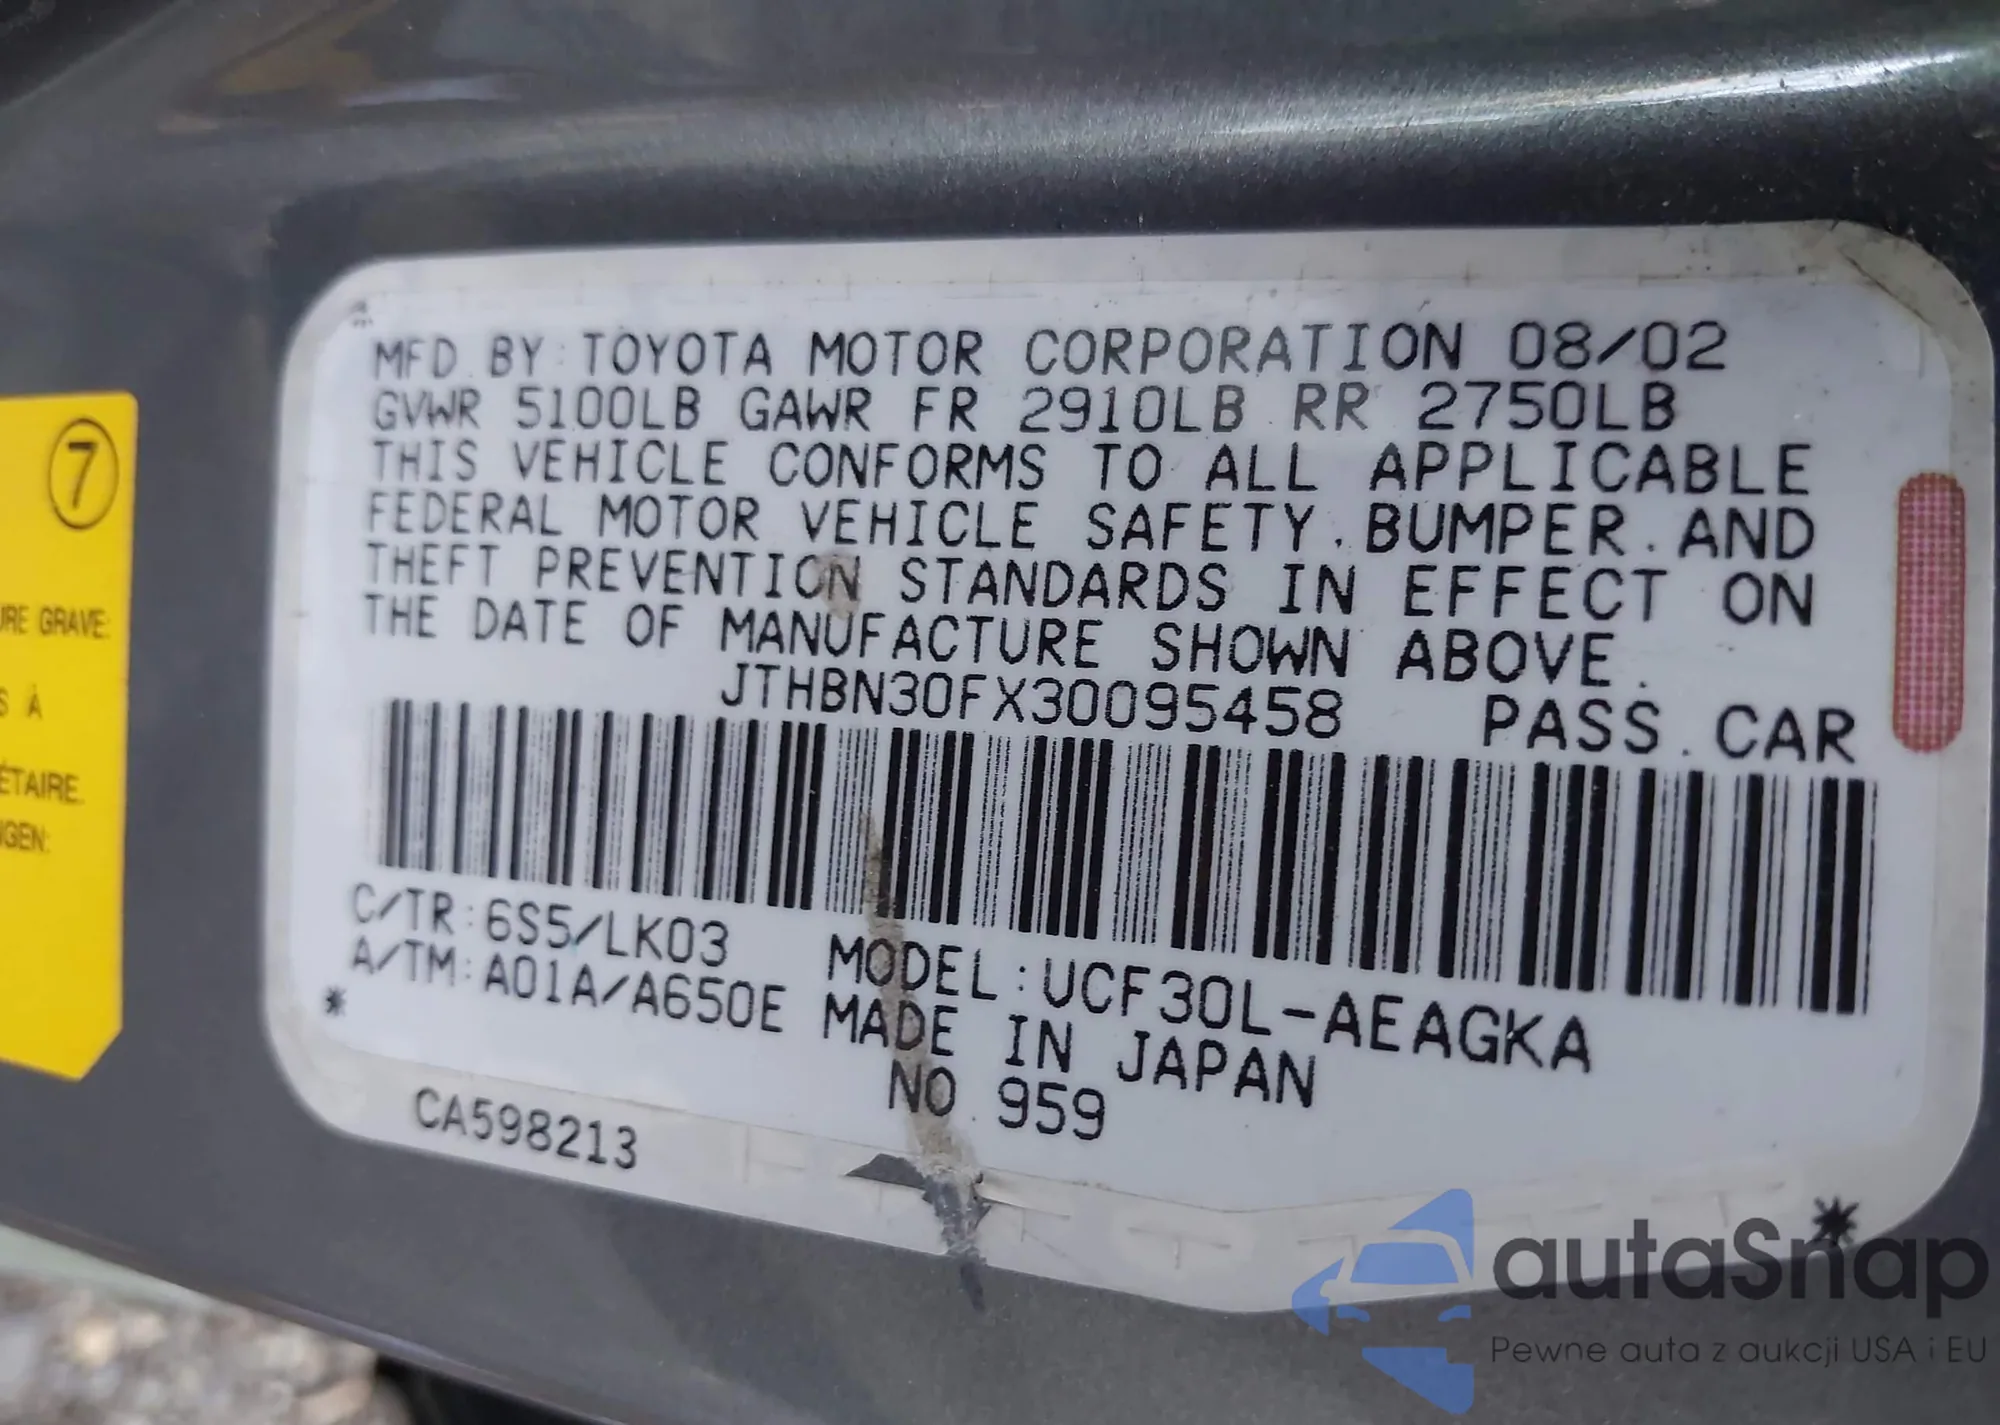 7
URE GRAVE:
S À
ÉTAIRE.
NGEN:
MFD. BY: TOYOTA MOTOR CORPORATION 08/02
GVWR 5100LB GAWR FR 2910LB RR 2750LB
THIS VEHICLE CONFORMS TO ALL APPLICABLE
FEDERAL MOTOR VEHICLE SAFETY. BUMPER. AND
THEFT PREVENTION STANDARDS IN EFFECT ON
THE DATE OF MANUFACTURE SHOWN ABOVE.
JTHBN30FX30095458 PASS. CAR
C/TR:6S5/LK03 MODEL:UCF30L-AEAGKA
A/TM:A01A/A650E MADE IN JAPAN
NO. 959
CA598213
autaSnap
Pewne auta z aukcji USA i EU